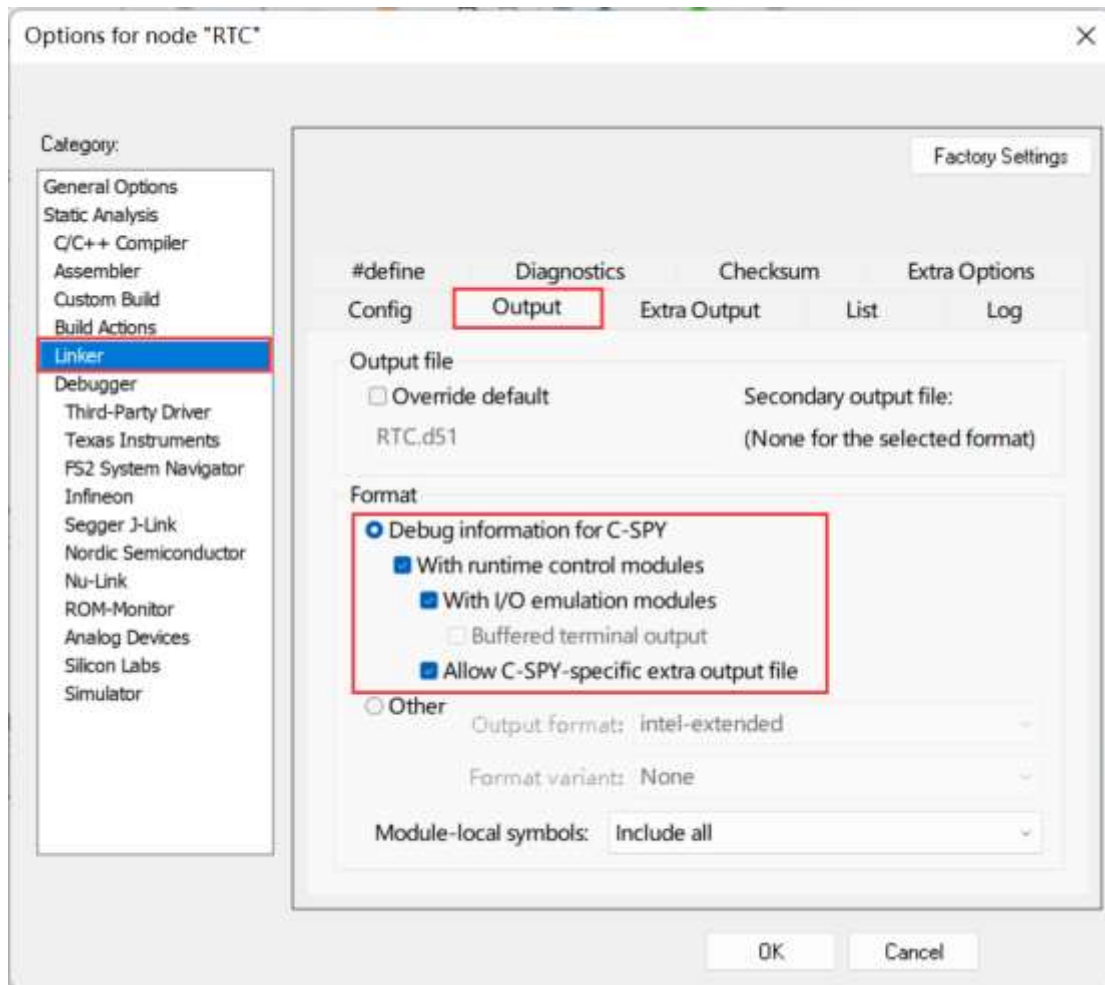 Options for node "RTC"
Category:
Factory Settings
General Options
Static Analysis
C/C++ Compiler
Assembler
Custom Build
Build Actions
Linker
Debugger
Third-Party Driver
Texas Instruments
FS2 System Navigator
Infineon
Segger J-Link
Nordic Semiconductor
Nu-Link
ROM-Monitor
Analog Devices
Silicon Labs
Simulator
#define Diagnostics Checksum Extra Options
Config Output Extra Output List Log
Output file
Override default Secondary output file:
RTC.d51 (None for the selected format)
Format
Debug information for C-SPY
With runtime control modules
With I/O emulation modules
Buffered terminal output
Allow C-SPY-specific extra output file
Other
Output format: intel-extended
Format variant: None
Module-local symbols: Include all
OK Cancel